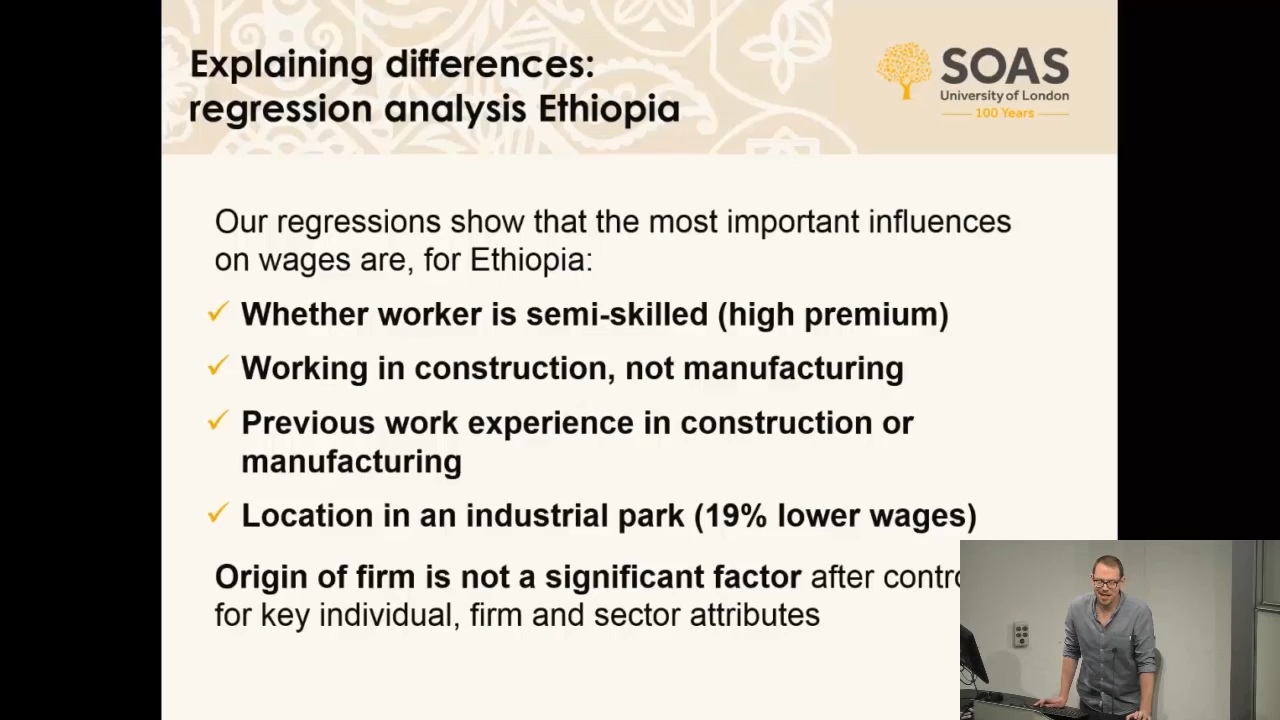 Explaining differences:
regression analysis Ethiopia
SOAS
University of London
100 Years
Our regressions show that the most important influences
on wages are, for Ethiopia:
✓ Whether worker is semi-skilled (high premium)
✓ Working in construction, not manufacturing
✓ Previous work experience in construction or
manufacturing
✓ Location in an industrial park (19% lower wages)
Origin of firm is not a significant factor after
for key individual, firm and sector attributes